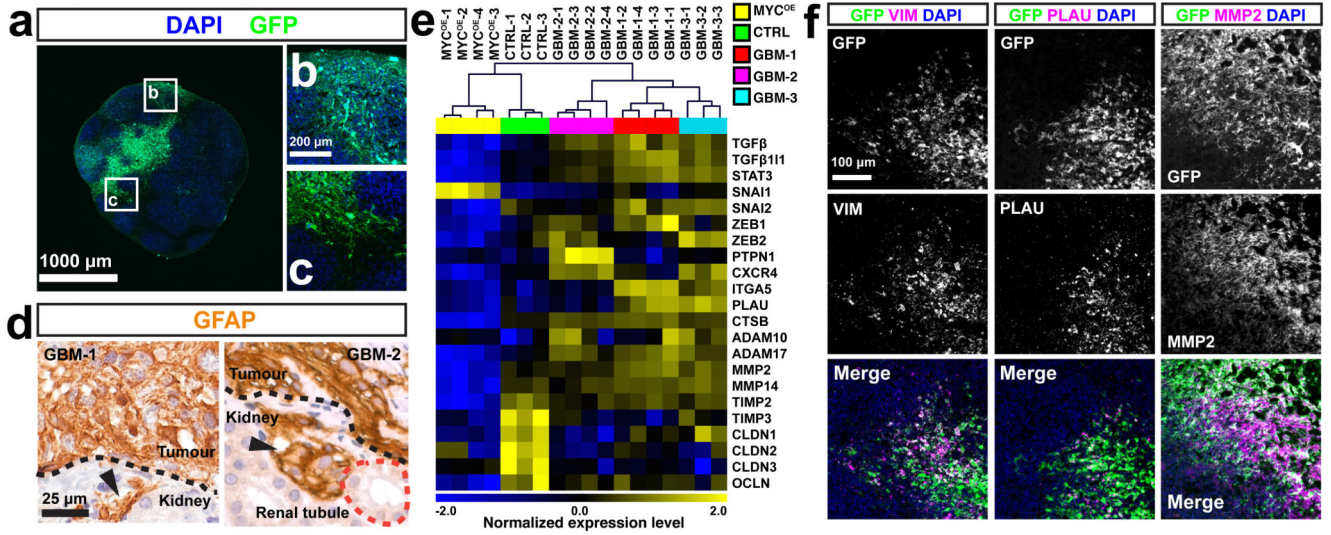 a
DAPI GFP
b
c
1000 µm
b
200 µm
c
d
GFAP
GBM-1
Tumour
Kidney
25 µm
GBM-2
Tumour
Kidney
Renal tubule
e
MYCOE-1
MYCOE-2
MYCOE-4
MYCOE-3
CTRL-1
CTRL-2
CTRL-3
GBM-2-1
GBM-2-3
GBM-2-2
GBM-2-4
GBM-1-2
GBM-1-4
GBM-1-3
GBM-1-1
GBM-3-1
GBM-3-2
GBM-3-3
MYCOE
CTRL
GBM-1
GBM-2
GBM-3
TGFβ
TGFβ1I1
STAT3
SNAI1
SNAI2
ZEB1
ZEB2
PTPN1
CXCR4
ITGA5
PLAU
CTSB
ADAM10
ADAM17
MMP2
MMP14
TIMP2
TIMP3
CLDN1
CLDN2
CLDN3
OCLN
-2.0 0.0 2.0
Normalized expression level
f
GFP VIM DAPI
GFP PLAU DAPI
GFP MMP2 DAPI
GFP
100 µm
GFP
GFP
VIM
PLAU
MMP2
Merge
Merge
Merge